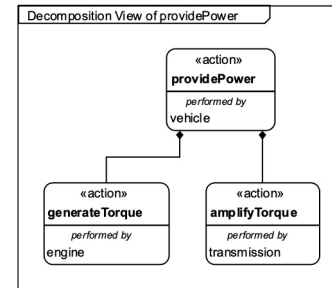 Decomposition View of providePower
«action»
providePower
performed by
vehicle
«action»
generateTorque
performed by
engine
«action»
amplifyTorque
performed by
transmission